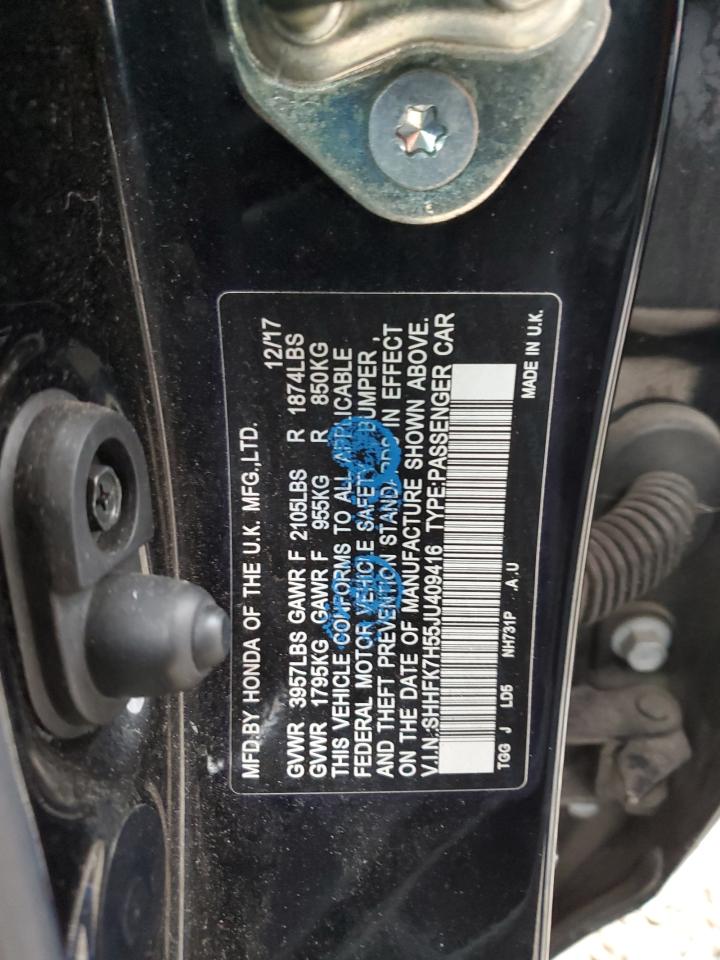 MFD.BY HONDA OF THE U.K. MFG.,LTD. 12/17
GVWR 3957LBS GAWR F 2105LBS R 1874LBS
GVWR 1795KG GAWR F 955KG R 850KG
THIS VEHICLE CONFORMS TO ALL APPLICABLE
FEDERAL MOTOR VEHICLE SAFETY, BUMPER ,
AND THEFT PREVENTION STANDARDS IN EFFECT
ON THE DATE OF MANUFACTURE SHOWN ABOVE.
V.I.N.:SHHFK7H55JU409416 TYPE:PASSENGER CAR
TGG J LD5 NH731P .A.U MADE IN U.K.